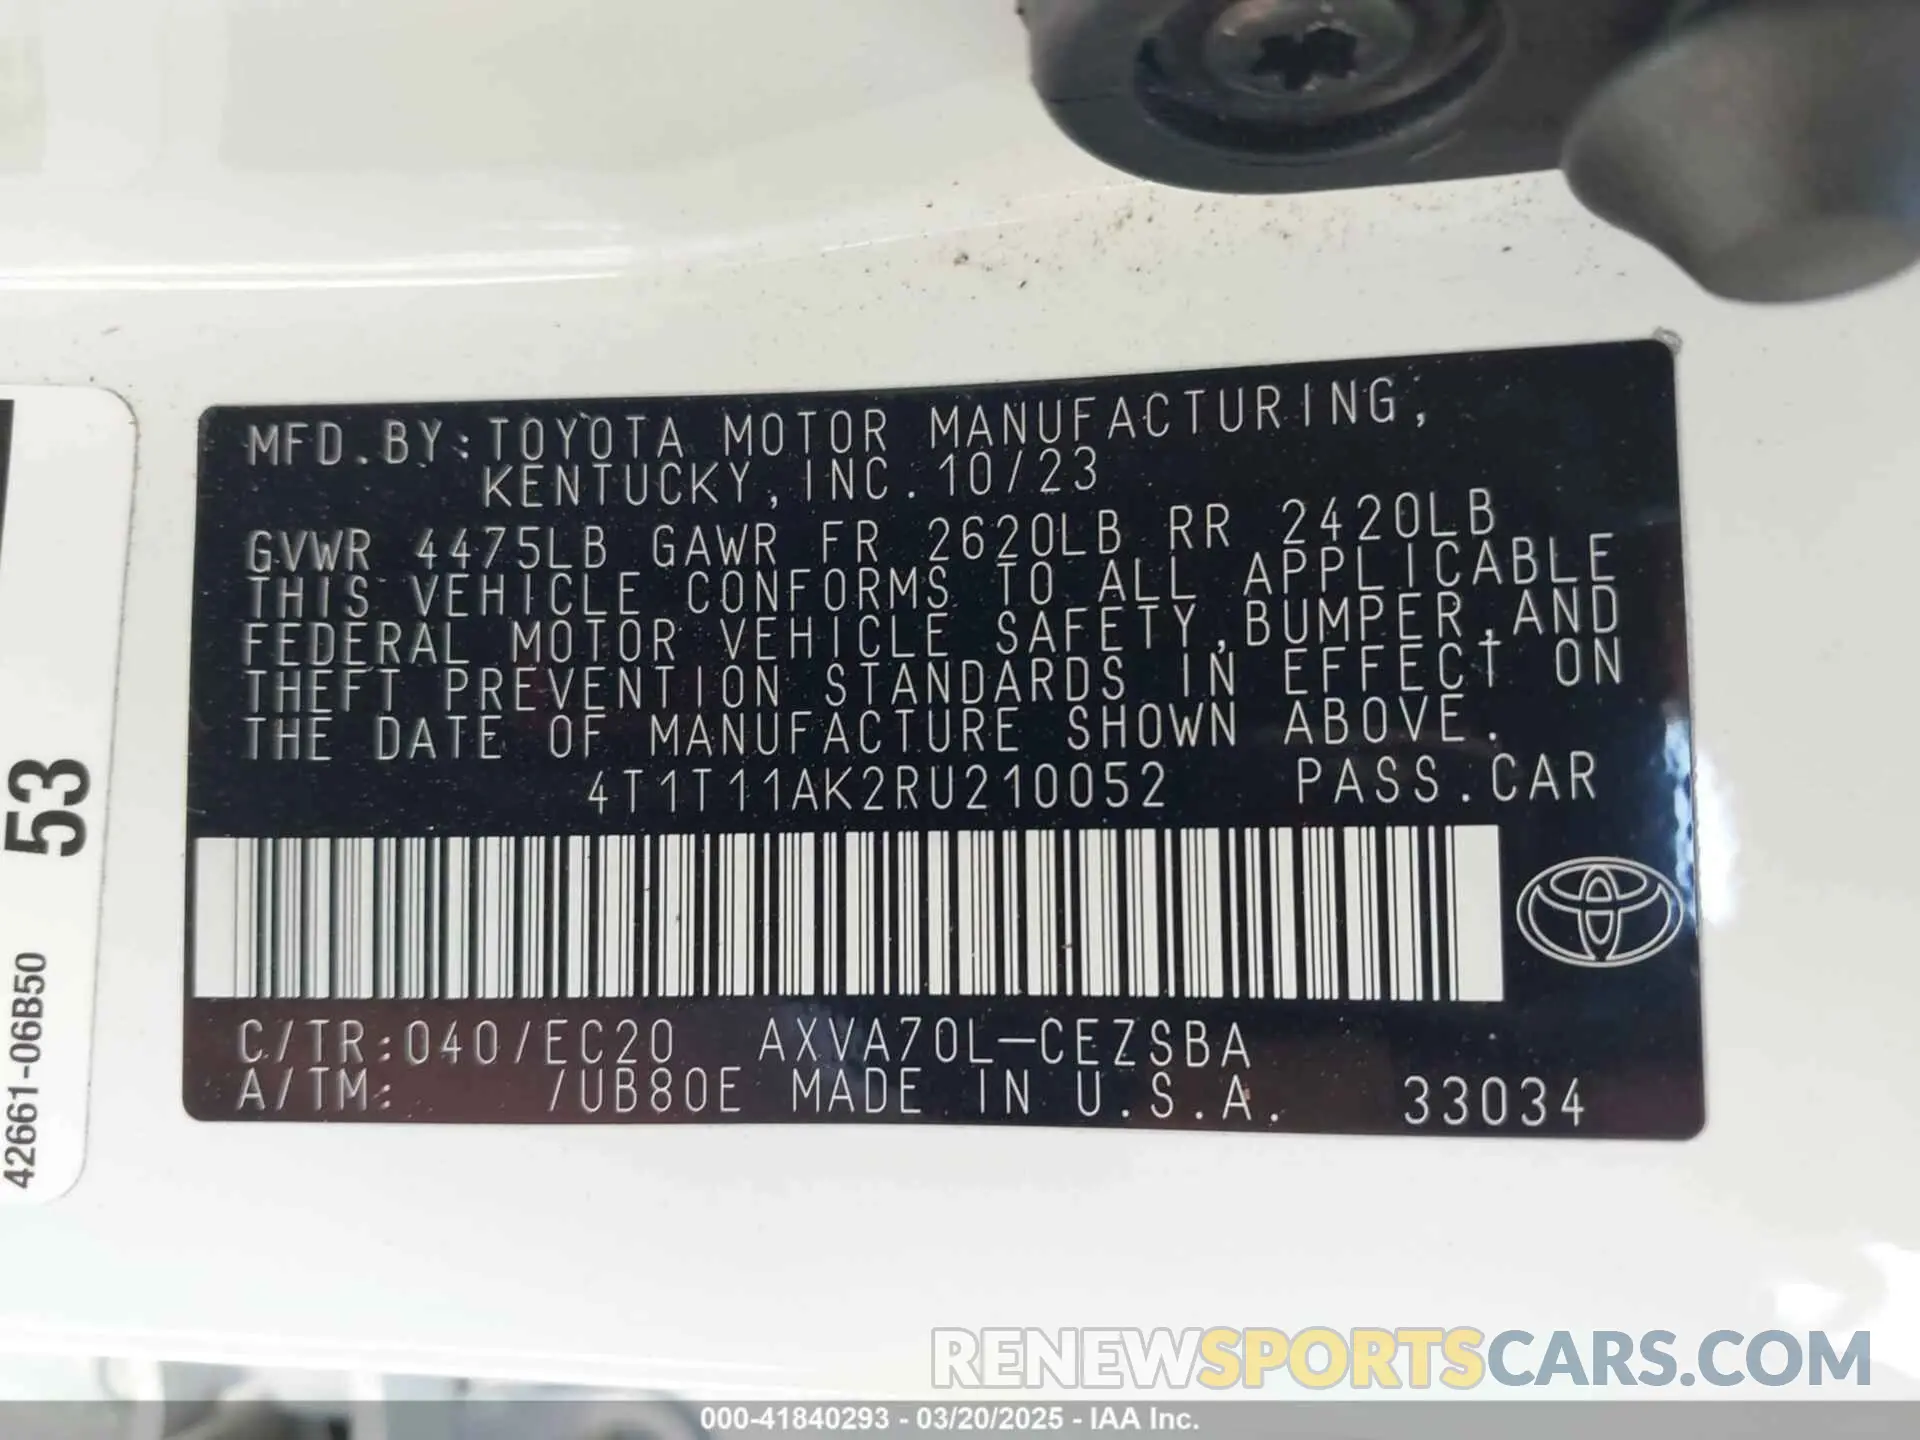 MFD.BY:TOYOTA MOTOR MANUFACTURING,
KENTUCKY,INC.10/23
GVWR 4475LB GAWR FR 2620LB RR 2420LB
THIS VEHICLE CONFORMS TO ALL APPLICABLE
FEDERAL MOTOR VEHICLE SAFETY,BUMPER,AND
THEFT PREVENTION STANDARDS IN EFFECT ON
THE DATE OF MANUFACTURE SHOWN ABOVE.
4T1T11AK2RU210052 PASS.CAR
C/TR:040/EC20 AXVA70L-CEZSBA
A/TM: /UB80E MADE IN U.S.A. 33034
53
42661-06B50
RENEWSPORTSCARS.COM
000-41840293 - 03/20/2025 - IAA Inc.